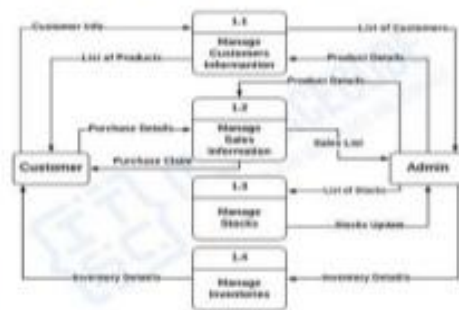 1.1
Customer Info
Manage
Customers
Information
List of Customers
List of Products
Product Details
Product Details
1.2
Purchase Details
Manage
Sales
Information
Sales List
Purchase Claim
Customer
Admin
1.3
List of Stocks
Manage
Stocks
Stocks Update
1.4
Inventory Details
Manage
Inventories
Inventory Details